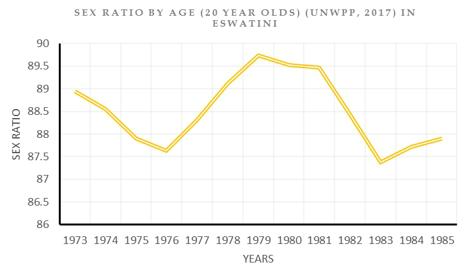 SEX RATIO BY AGE (20 YEAR OLDS) (UNWPP, 2017) IN
ESWATINI
90
89.5
89
88.5
88
87.5
87
86.5
86
SEX RATIO
1973 1974 1975 1976 1977 1978 1979 1980 1981 1982 1983 1984 1985
YEARS